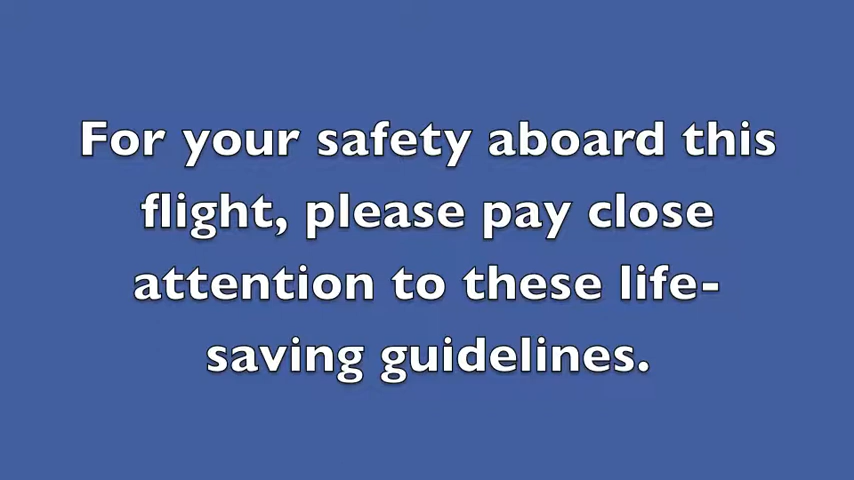 For your safety aboard this
flight, please pay close
attention to these life-
saving guidelines.